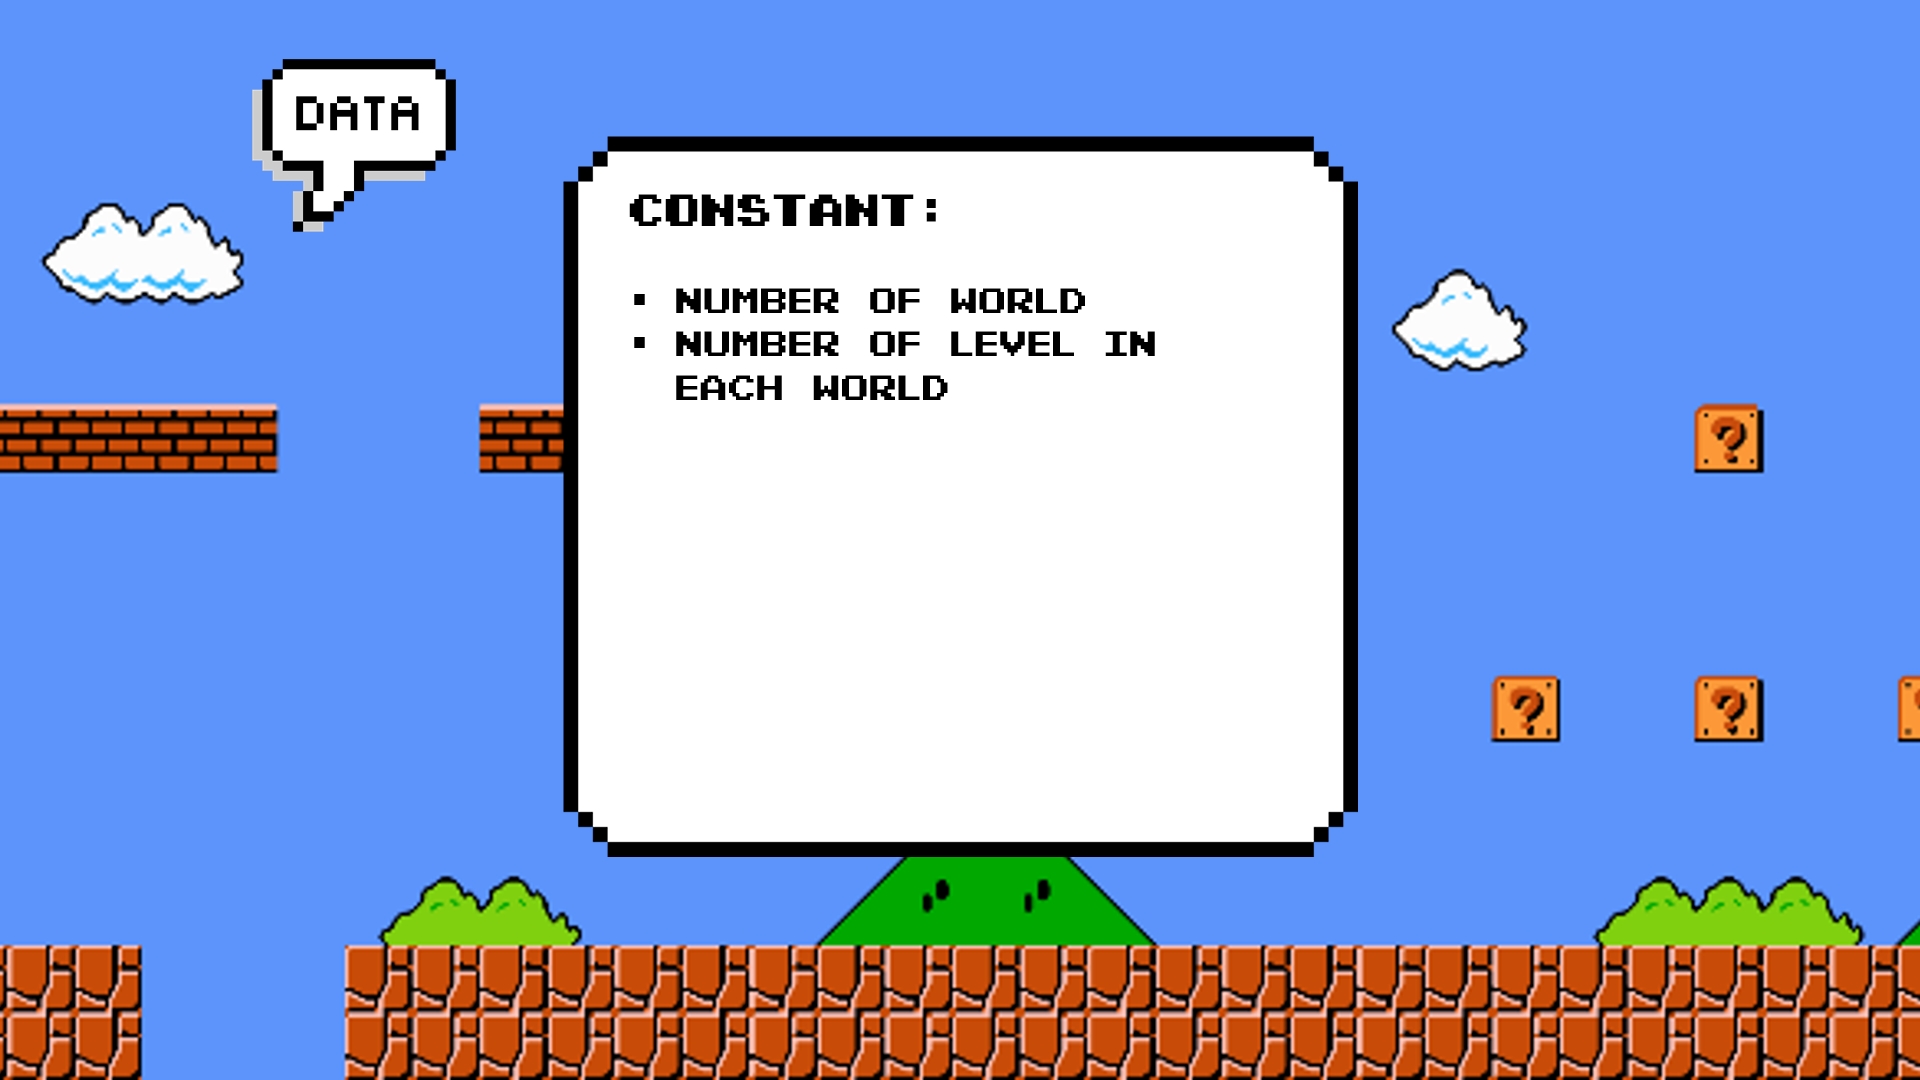 DATA
CONSTANT:
▪ NUMBER OF WORLD
▪ NUMBER OF LEVEL IN
EACH WORLD
?
? ? ?